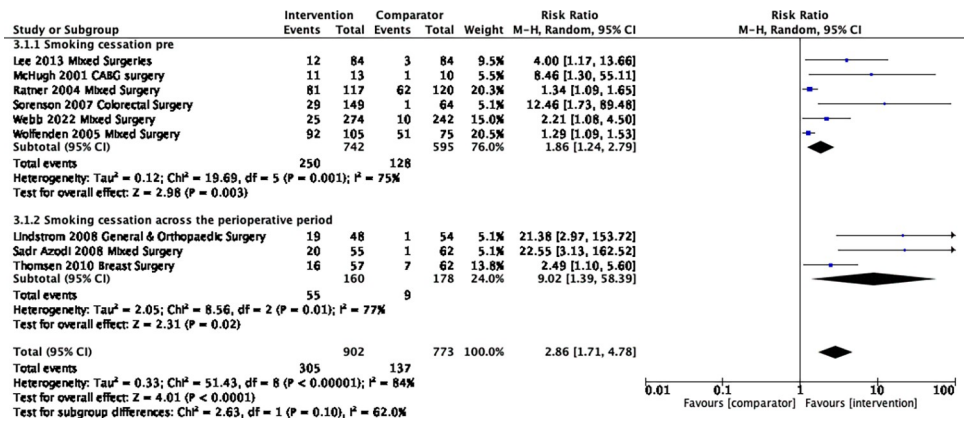 Intervention Comparator Risk Ratio Risk Ratio
Study or Subgroup Events Total Events Total Weight M-H, Random, 95% CI M-H, Random, 95% CI
3.1.1 Smoking cessation pre
Lee 2013 Mixed Surgeries 12 84 3 84 9.5% 4.00 [1.17, 13.66]
McHugh 2001 CABG surgery 11 13 1 10 5.5% 8.46 [1.30, 55.11]
Ratner 2004 Mixed Surgery 81 117 62 120 20.3% 1.34 [1.09, 1.65]
Sorenson 2007 Colorectal Surgery 29 149 1 64 5.1% 12.46 [1.73, 89.48]
Webb 2022 Mixed Surgery 25 274 10 242 15.0% 2.21 [1.08, 4.50]
Wolfenden 2005 Mixed Surgery 92 105 51 75 20.5% 1.29 [1.09, 1.53]
Subtotal (95% CI) 742 595 76.0% 1.86 [1.24, 2.79]
Total events 250 128
Heterogeneity: Tau² = 0.12; Chi² = 19.69, df = 5 (P = 0.001); I² = 75%
Test for overall effect: Z = 2.98 (P = 0.003)
3.1.2 Smoking cessation across the perioperative period
Lindstrom 2008 General & Orthopaedic Surgery 19 48 1 54 5.1% 21.38 [2.97, 153.72]
Sadr Azodi 2008 Mixed Surgery 20 55 1 62 5.1% 22.55 [3.13, 162.52]
Thomsen 2010 Breast Surgery 16 57 7 62 13.8% 2.49 [1.10, 5.60]
Subtotal (95% CI) 160 178 24.0% 9.02 [1.39, 58.39]
Total events 55 9
Heterogeneity: Tau² = 2.05; Chi² = 8.56, df = 2 (P = 0.01); I² = 77%
Test for overall effect: Z = 2.31 (P = 0.02)
Total (95% CI) 902 773 100.0% 2.86 [1.71, 4.78]
Total events 305 137
Heterogeneity: Tau² = 0.33; Chi² = 51.43, df = 8 (P < 0.00001); I² = 84%
Test for overall effect: Z = 4.01 (P < 0.0001)
Test for subgroup differences: Chi² = 2.63, df = 1 (P = 0.10), I² = 62.0%
0.01 0.1 1 10 100
Favours [comparator] Favours [intervention]